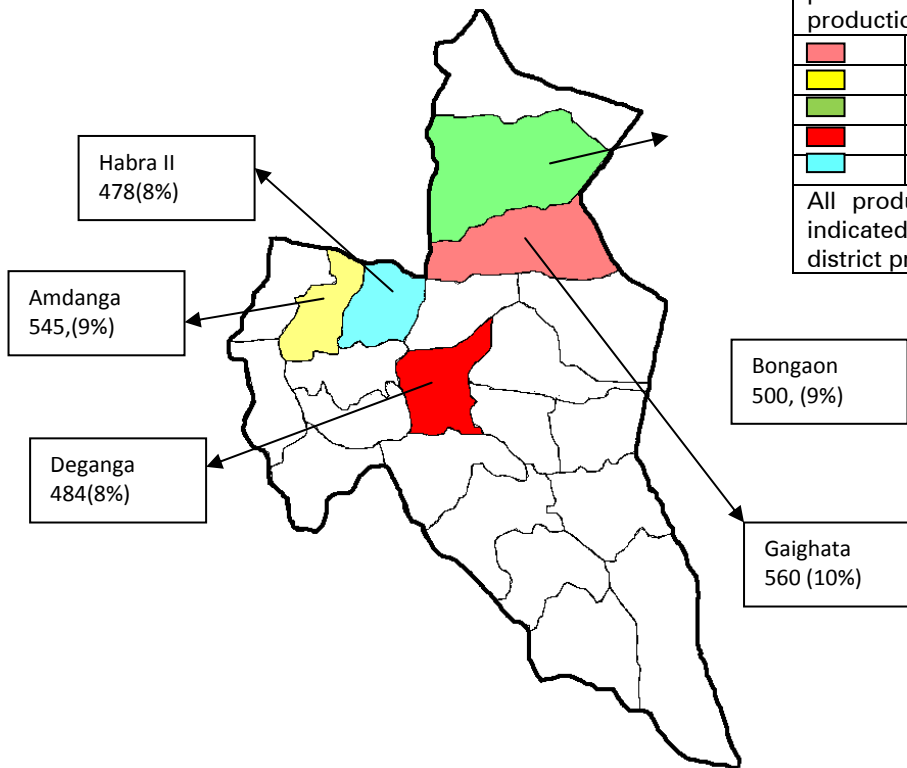 production
Habra II
478(8%)
All produ
indicated
district pr
Amdanga
545,(9%)
Bongaon
500, (9%)
Deganga
484(8%)
Gaighata
560 (10%)